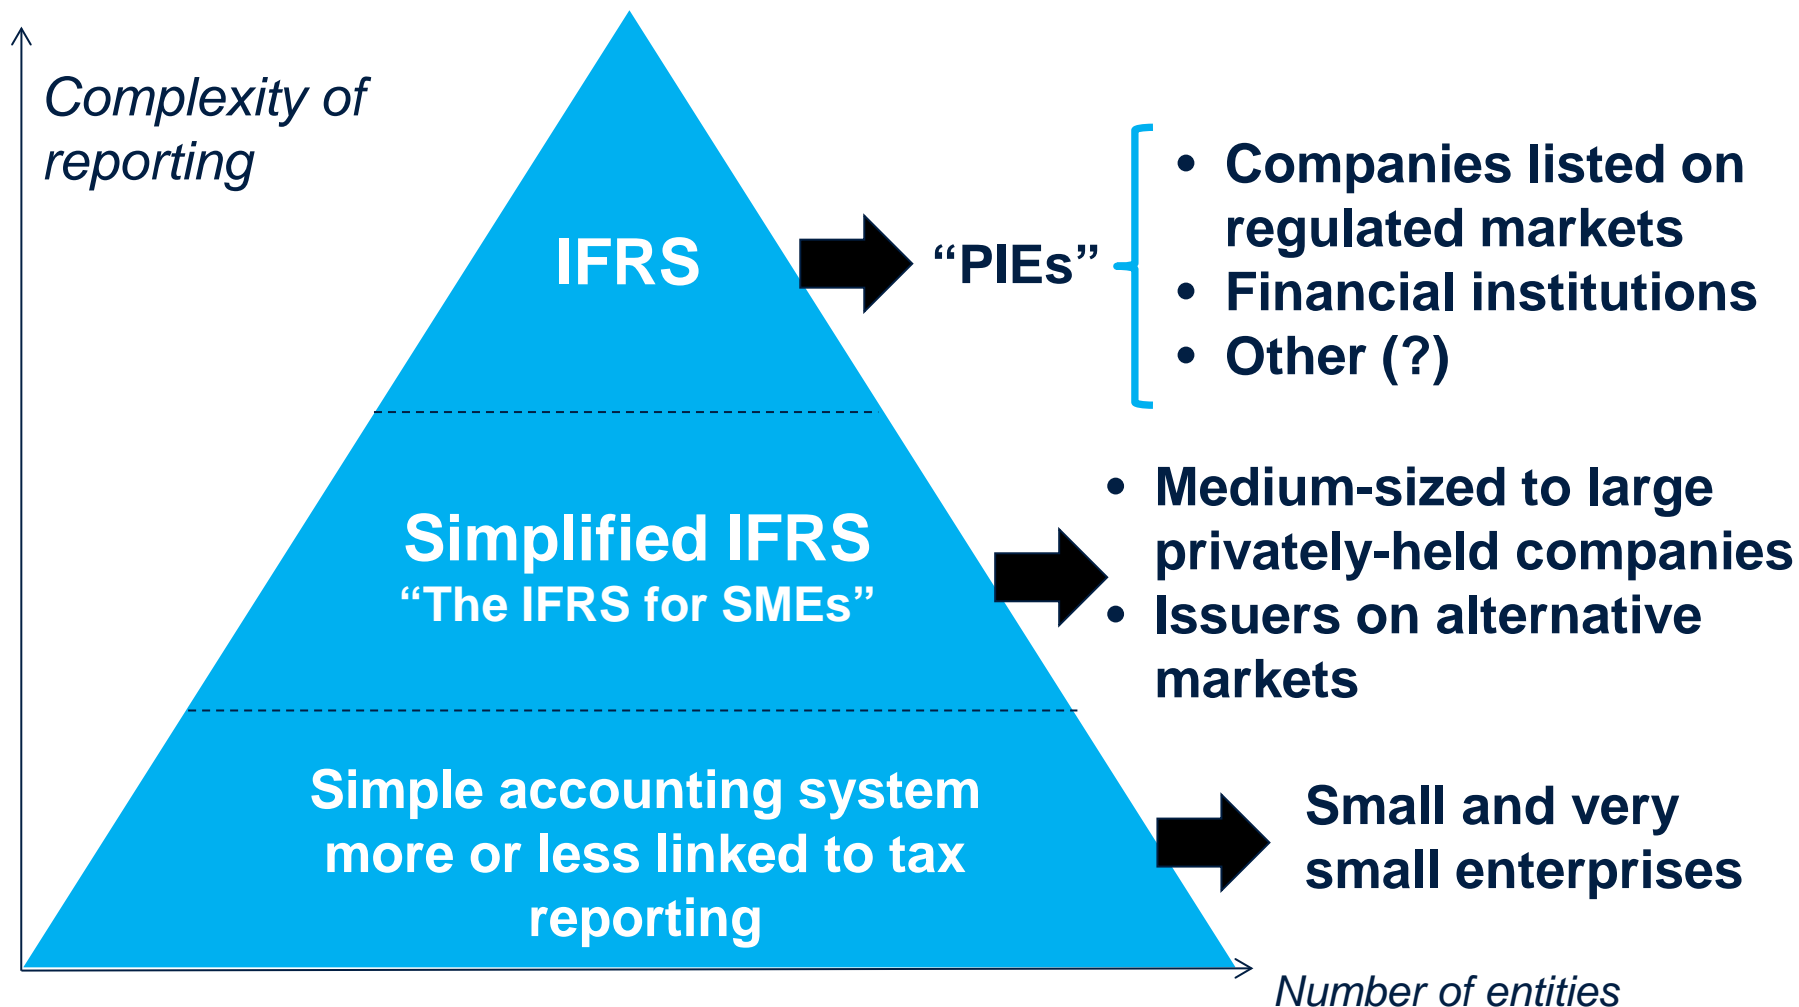 Complexity of
reporting
IFRS
“PIEs”
• Companies listed on
regulated markets
• Financial institutions
• Other (?)
Simplified IFRS
“The IFRS for SMEs”
• Medium-sized to large
privately-held companies
• Issuers on alternative
markets
Simple accounting system
more or less linked to tax
reporting
Small and very
small enterprises
Number of entities